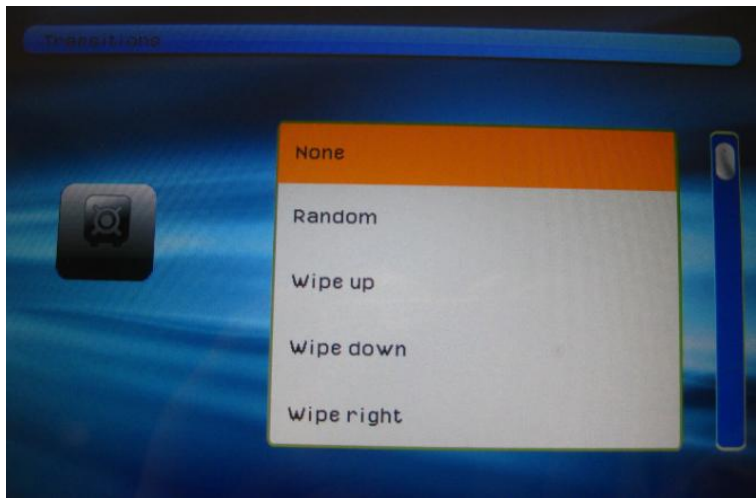 Transitions
None
Random
Wipe up
Wipe down
Wipe right